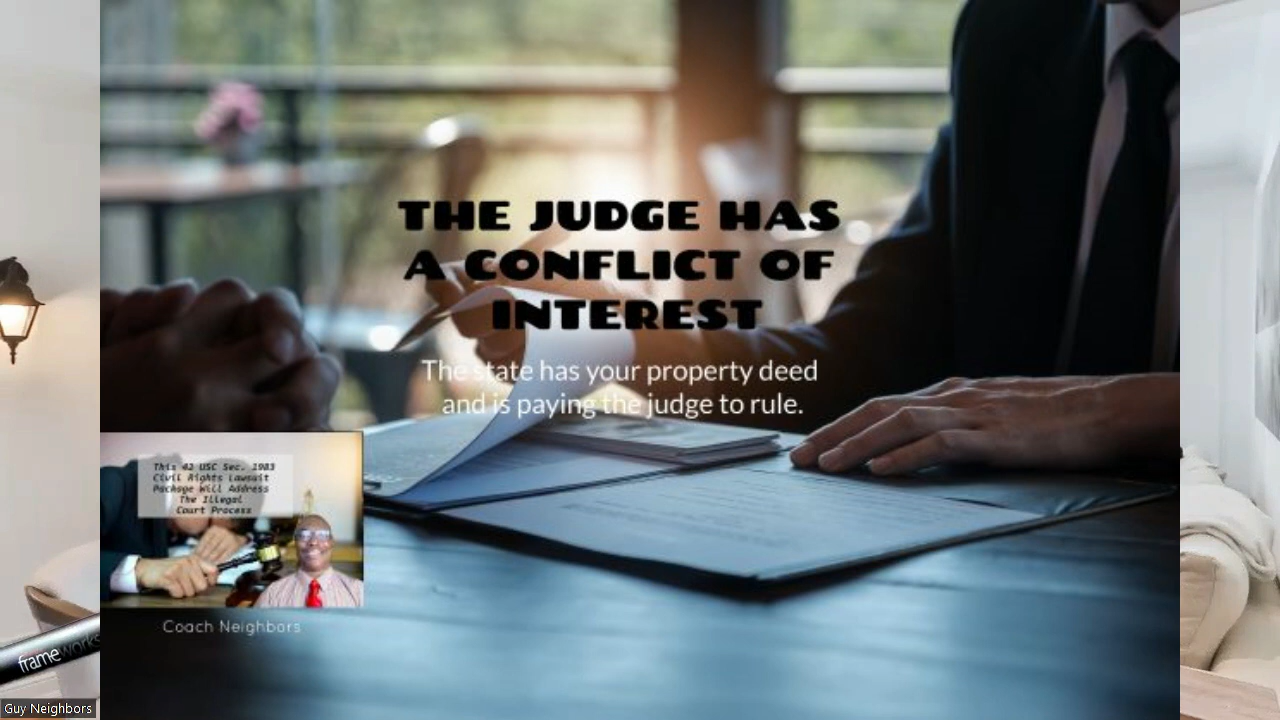 THE JUDGE HAS
A CONFLICT OF
INTEREST
The state has your property deed
and is paying the judge to rule.
This 42 USC Sec. 1983
Civil Rights Lawsuit
Package Will Address
The Illegal
Court Process
Coach Neighbors
frameworks
Guy Neighbors